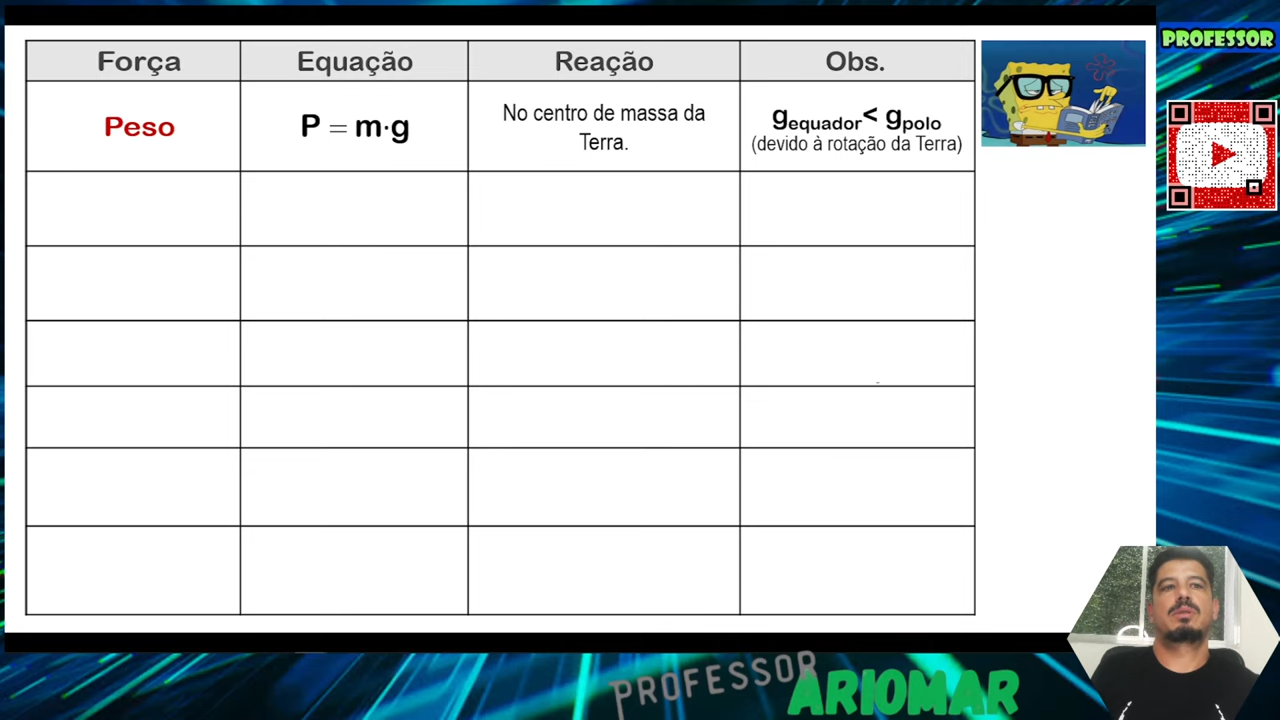 Força Equação Reação Obs.
Peso P = m·g No centro de massa da Terra. gequador< gpolo (devido à rotação da Terra)
PROFESSOR
PROFESSOR
ARIOMAR